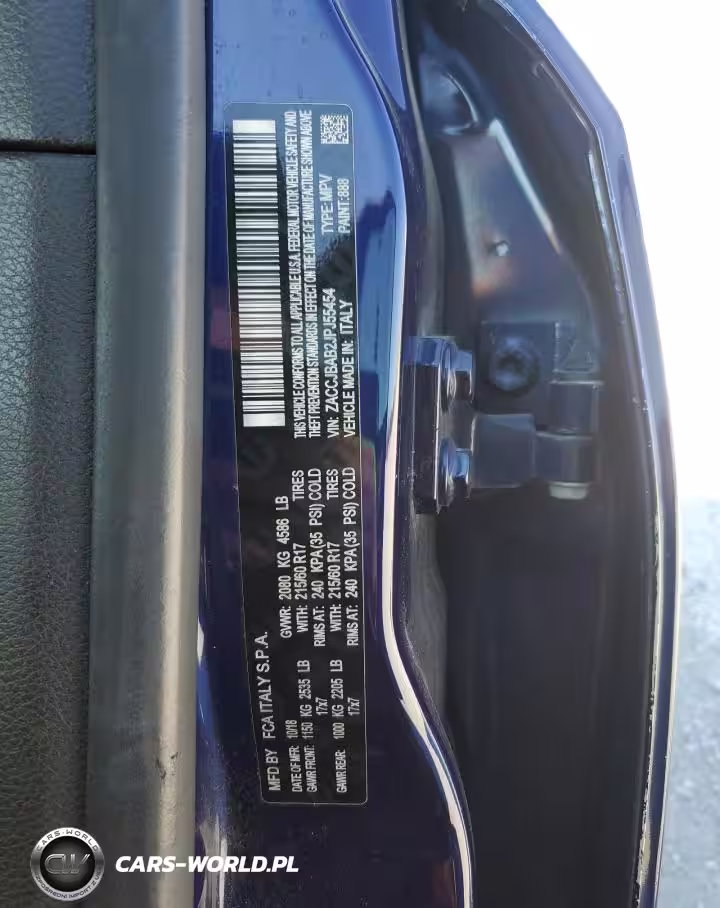 MFD BY FCA ITALY S.P.A.
DATE OF MFR: 10/18 GVWR: 2080 KG 4586 LB
GAWR FRONT: 1150 KG 2535 LB WITH: 215/60 R17 TIRES
17x7 RIMS AT: 240 KPA(35 PSI) COLD
GAWR REAR: 1000 KG 2205 LB WITH: 215/60 R17 TIRES
17x7 RIMS AT: 240 KPA(35 PSI) COLD
THIS VEHICLE CONFORMS TO ALL APPLICABLE U.S.A. FEDERAL MOTOR VEHICLE SAFETY AND
THEFT PREVENTION STANDARDS IN EFFECT ON THE DATE OF MANUFACTURE SHOWN ABOVE
VIN: ZACCJBAB2JPJ55454 TYPE: MPV
VEHICLE MADE IN: ITALY PAINT: 888
CARS-WORLD
CW
CARS-WORLD.PL